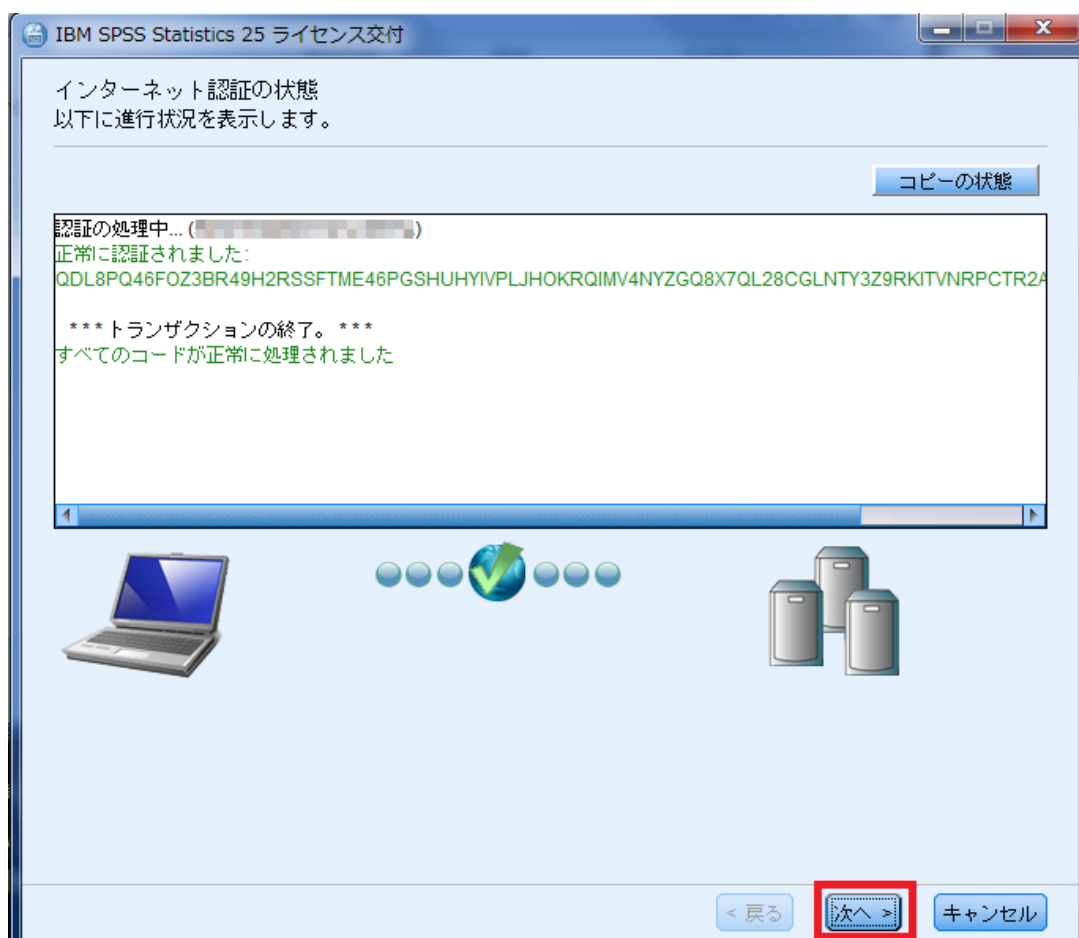 IBM SPSS Statistics 25 ライセンス交付
インターネット認証の状態
以下に進行状況を表示します。
コピーの状態
認証の処理中... ( )
正常に認証されました:
QDL8PQ46FOZ3BR49H2RSSFTME46PGSHUHYIVPLJHOKRQIMV4NYZGQ8X7QL28CGLNTY3Z9RKITVNRPCTR2A
*** トランザクションの終了。 ***
すべてのコードが正常に処理されました
< 戻る
次へ >
キャンセル